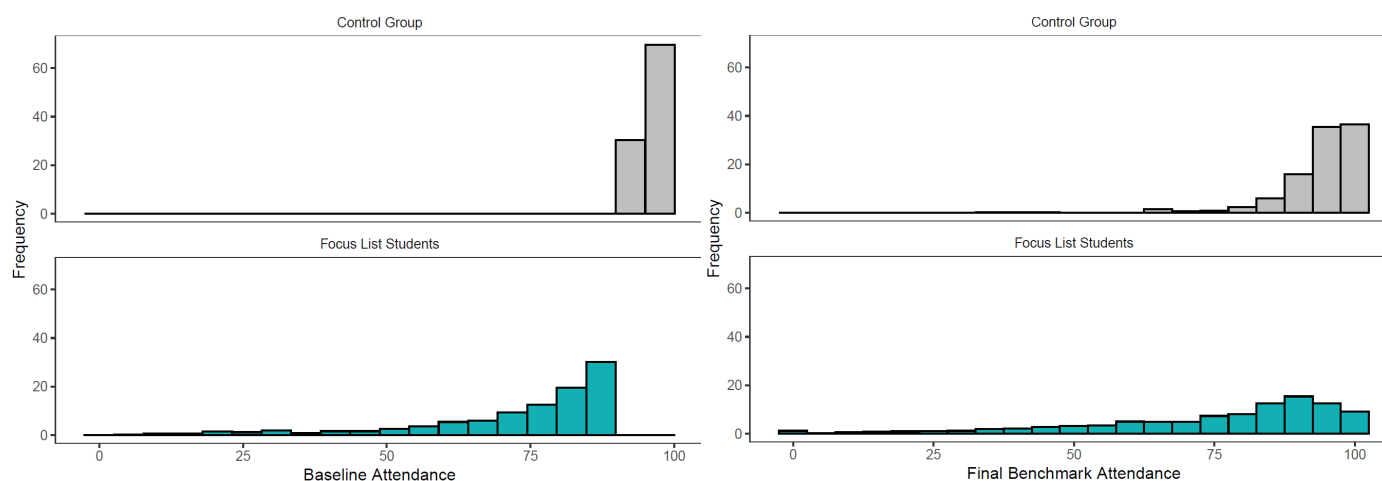 Control Group
60
40
20
0
Focus List Students
60
40
20
0
0 25 50 75 100
Baseline Attendance
Frequency
Control Group
60
40
20
0
Focus List Students
60
40
20
0
0 25 50 75 100
Final Benchmark Attendance
Frequency